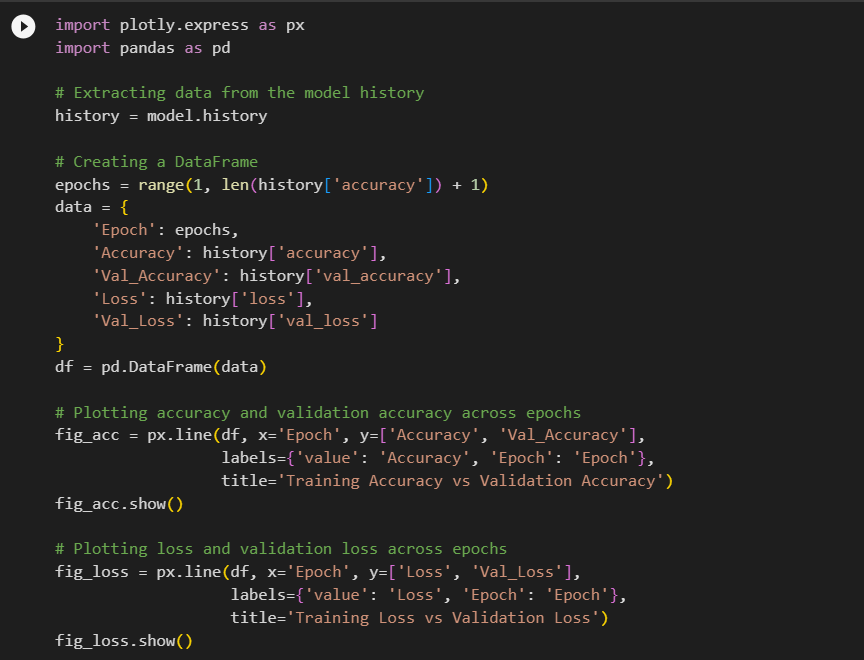 import plotly.express as px
import pandas as pd
# Extracting data from the model history
history = model.history
# Creating a DataFrame
epochs = range(1, len(history['accuracy']) + 1)
data = {
    'Epoch': epochs,
    'Accuracy': history['accuracy'],
    'Val_Accuracy': history['val_accuracy'],
    'Loss': history['loss'],
    'Val_Loss': history['val_loss']
}
df = pd.DataFrame(data)
# Plotting accuracy and validation accuracy across epochs
fig_acc = px.line(df, x='Epoch', y=['Accuracy', 'Val_Accuracy'],
                  labels={'value': 'Accuracy', 'Epoch': 'Epoch'},
                  title='Training Accuracy vs Validation Accuracy')
fig_acc.show()
# Plotting loss and validation loss across epochs
fig_loss = px.line(df, x='Epoch', y=['Loss', 'Val_Loss'],
                   labels={'value': 'Loss', 'Epoch': 'Epoch'},
                   title='Training Loss vs Validation Loss')
fig_loss.show()